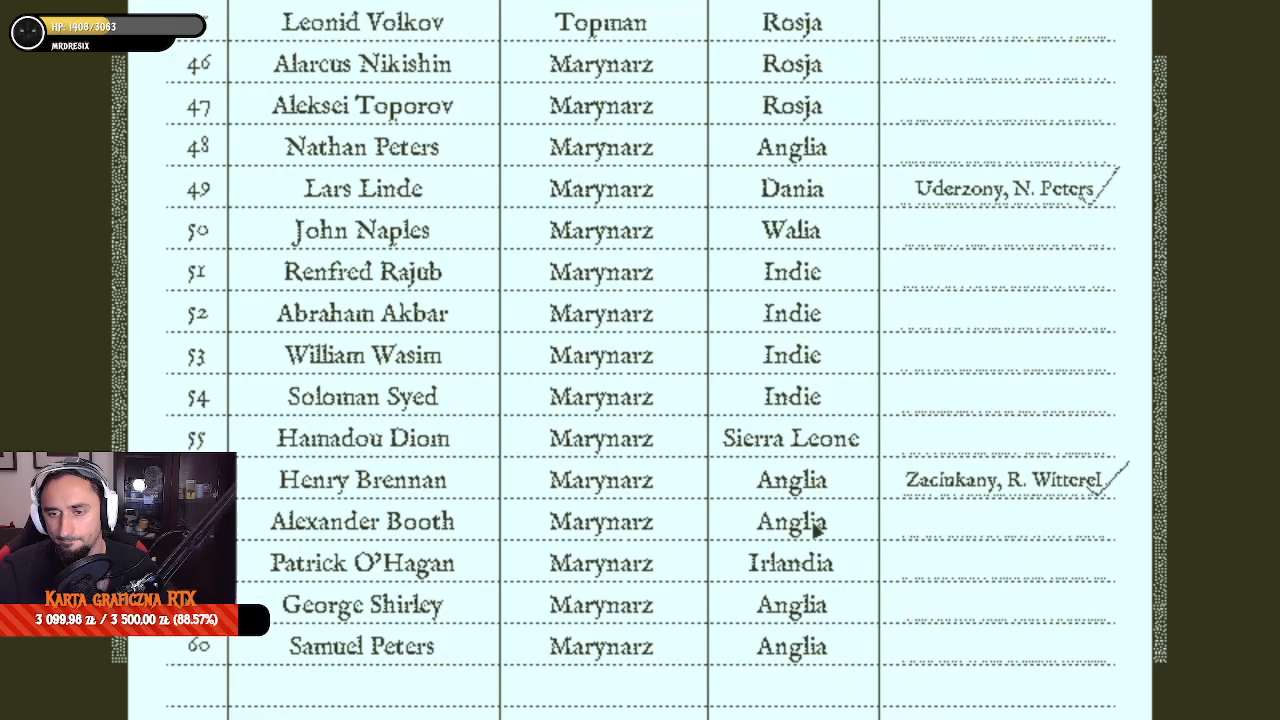 HP: 1408/3063
MRDRESIX
Leonid Volkov Topman Rosja
46 Alarcus Nikishin Marynarz Rosja
47 Aleksei Toporov Marynarz Rosja
48 Nathan Peters Marynarz Anglia
49 Lars Linde Marynarz Dania Uderzony, N. Peters
50 John Naples Marynarz Walia
51 Renfred Rajub Marynarz Indie
52 Abraham Akbar Marynarz Indie
53 William Wasim Marynarz Indie
54 Soloman Syed Marynarz Indie
55 Hamadou Diom Marynarz Sierra Leone
Henry Brennan Marynarz Anglia Zaciukany, R. Witterel
Alexander Booth Marynarz Anglia
Patrick O'Hagan Marynarz Irlandia
George Shirley Marynarz Anglia
60 Samuel Peters Marynarz Anglia
KARTA GRAFICZNA RTX
3 099,98 zł / 3 500,00 zł (88.57%)